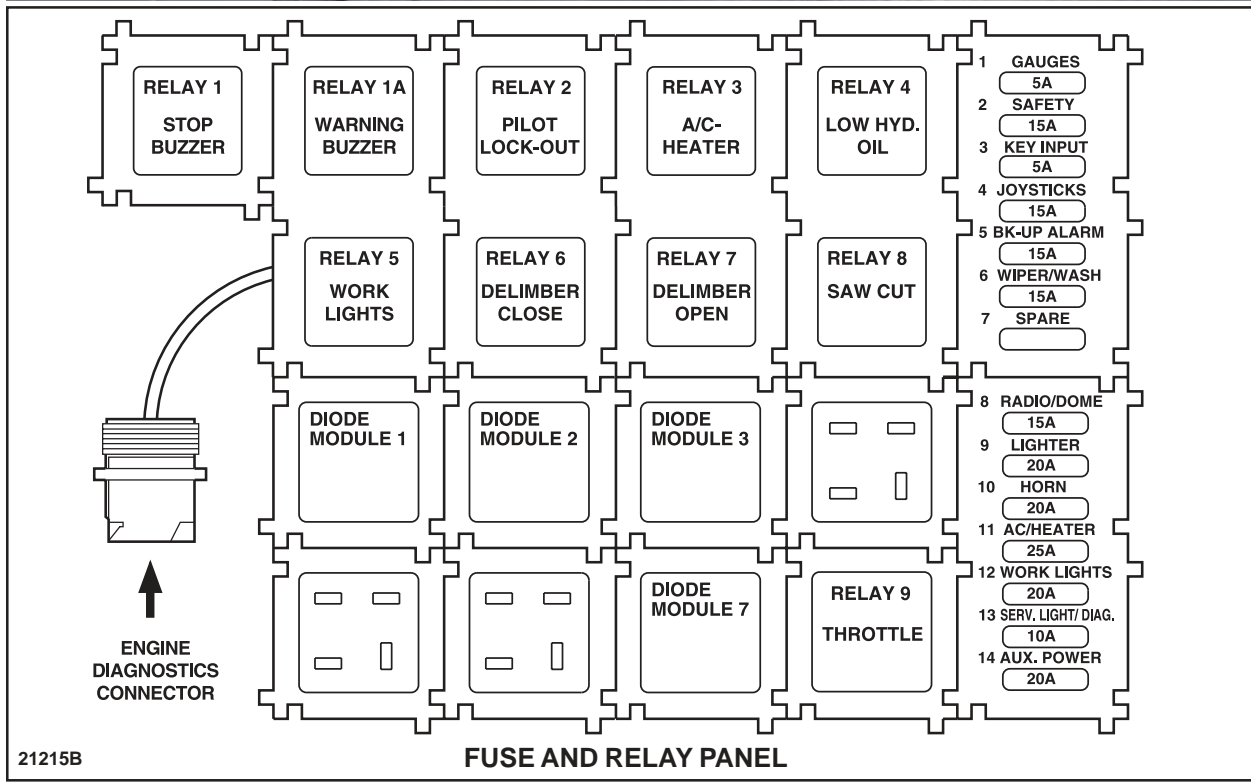 RELAY 1
STOP
BUZZER
RELAY 1A
WARNING
BUZZER
RELAY 2
PILOT
LOCK-OUT
RELAY 3
A/C-
HEATER
RELAY 4
LOW HYD.
OIL
RELAY 5
WORK
LIGHTS
RELAY 6
DELIMBER
CLOSE
RELAY 7
DELIMBER
OPEN
RELAY 8
SAW CUT
DIODE
MODULE 1
DIODE
MODULE 2
DIODE
MODULE 3
DIODE
MODULE 7
RELAY 9
THROTTLE
1 GAUGES
5A
2 SAFETY
15A
3 KEY INPUT
5A
4 JOYSTICKS
15A
5 BK-UP ALARM
15A
6 WIPER/WASH
15A
7 SPARE
8 RADIO/DOME
15A
9 LIGHTER
20A
10 HORN
20A
11 AC/HEATER
25A
12 WORK LIGHTS
20A
13 SERV. LIGHT/ DIAG.
10A
14 AUX. POWER
20A
ENGINE
DIAGNOSTICS
CONNECTOR
21215B
FUSE AND RELAY PANEL